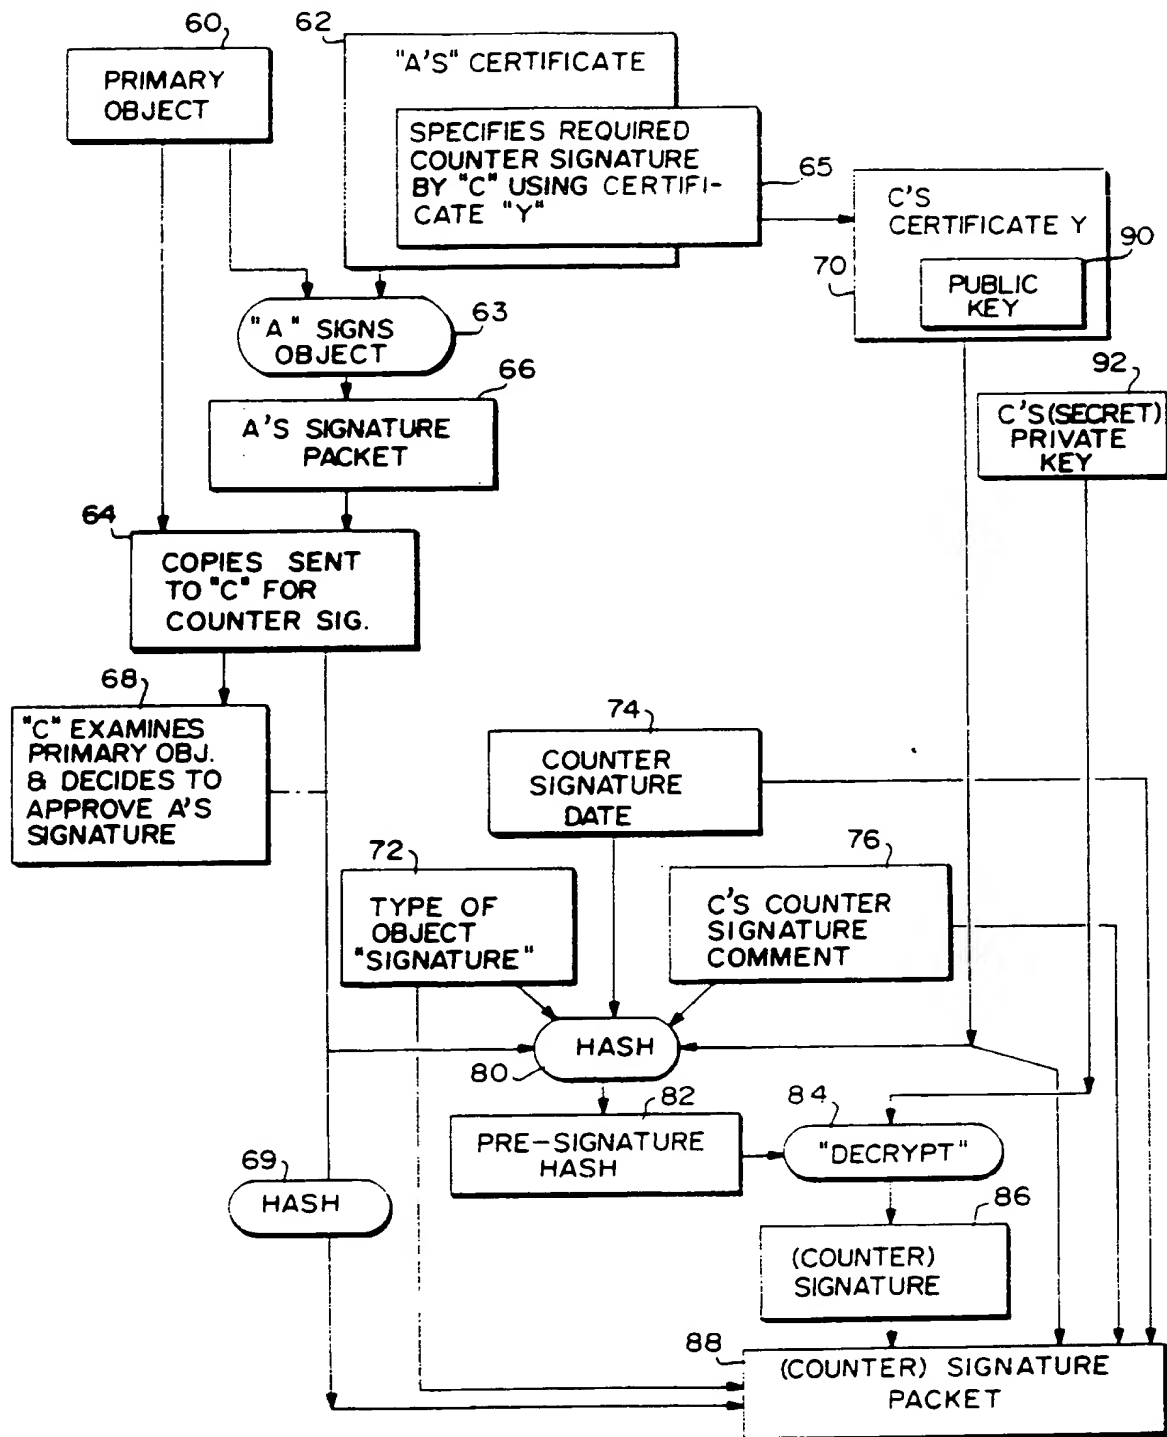 60
PRIMARY
OBJECT
62
"A'S" CERTIFICATE
SPECIFIES REQUIRED
COUNTER SIGNATURE
BY "C" USING CERTIFI-
CATE "Y"
65
C'S
CERTIFICATE Y
70
90
PUBLIC
KEY
"A" SIGNS
OBJECT
63
66
A'S SIGNATURE
PACKET
92
C'S (SECRET)
PRIVATE
KEY
64
COPIES SENT
TO "C" FOR
COUNTER SIG.
68
"C" EXAMINES
PRIMARY OBJ.
& DECIDES TO
APPROVE A'S
SIGNATURE
74
COUNTER
SIGNATURE
DATE
72
TYPE OF
OBJECT
"SIGNATURE"
76
C'S COUNTER
SIGNATURE
COMMENT
HASH
80
82
PRE-SIGNATURE
HASH
84
"DECRYPT"
69
HASH
86
(COUNTER)
SIGNATURE
88
(COUNTER) SIGNATURE
PACKET